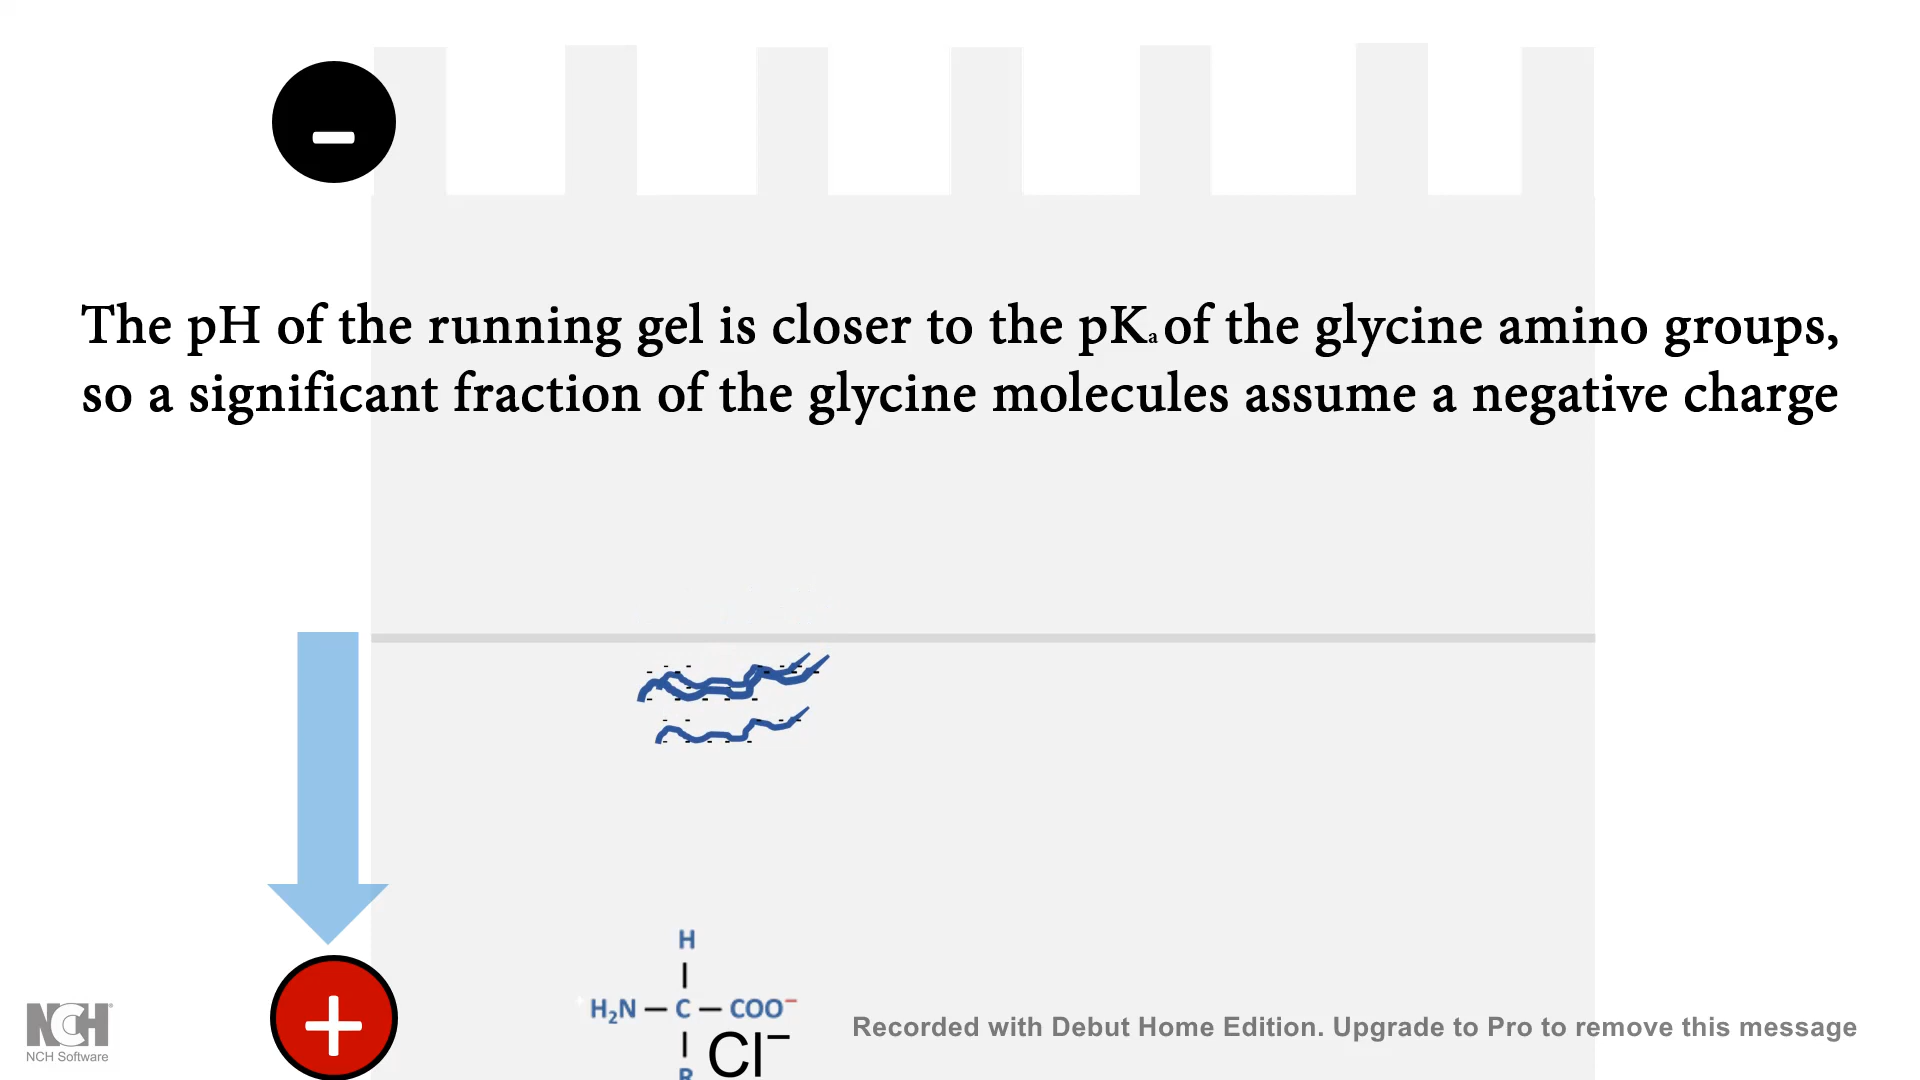 The pH of the running gel is closer to the pKₐ of the glycine amino groups,
so a significant fraction of the glycine molecules assume a negative charge
H
H₂N — C — COO⁻
Cl⁻
R
+
NCH
NCH Software
Recorded with Debut Home Edition. Upgrade to Pro to remove this message